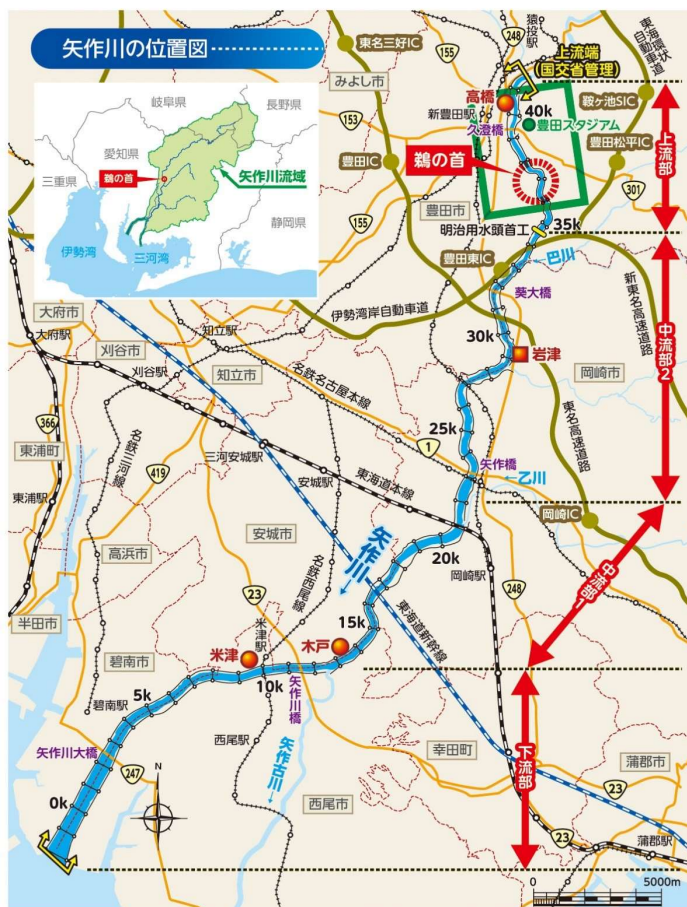 矢作川の位置図
岐阜県
長野県
愛知県
鵜の首
矢作川流域
三重県
静岡県
伊勢湾
三河湾
東名三好IC
155
248
猿投駅
東海環状自動車道
みよし市
上流端
(国交省管理)
高橋
153
新豊田駅
久澄橋
40k
豊田スタジアム
鞍ヶ池SIC
豊田IC
豊田松平IC
上流部
鵜の首
301
155
豊田市
明治用水頭首工
35k
豊田東IC
巴川
葵大橋
新東名高速道路
伊勢湾岸自動車道
大府市
大府駅
知立駅
30k
岩津
中流部2
刈谷市
刈谷駅
知立市
名鉄名古屋本線
岡崎市
366
25k
1
東名高速道路
東浦町
名鉄三河線
419
三河安城駅
安城駅
東海道本線
矢作橋
乙川
東浦駅
岡崎IC
高浜市
安城市
矢作川
20k
岡崎駅
中流部1
名鉄西尾線
23
248
半田市
15k
東海道新幹線
米津駅
米津
木戸
碧南市
5k
10k
碧南駅
矢作川橋
西尾駅
矢作古川
下流部
矢作川大橋
幸田町
247
蒲郡市
0k
N
西尾市
23
23
蒲郡駅
0
5000m